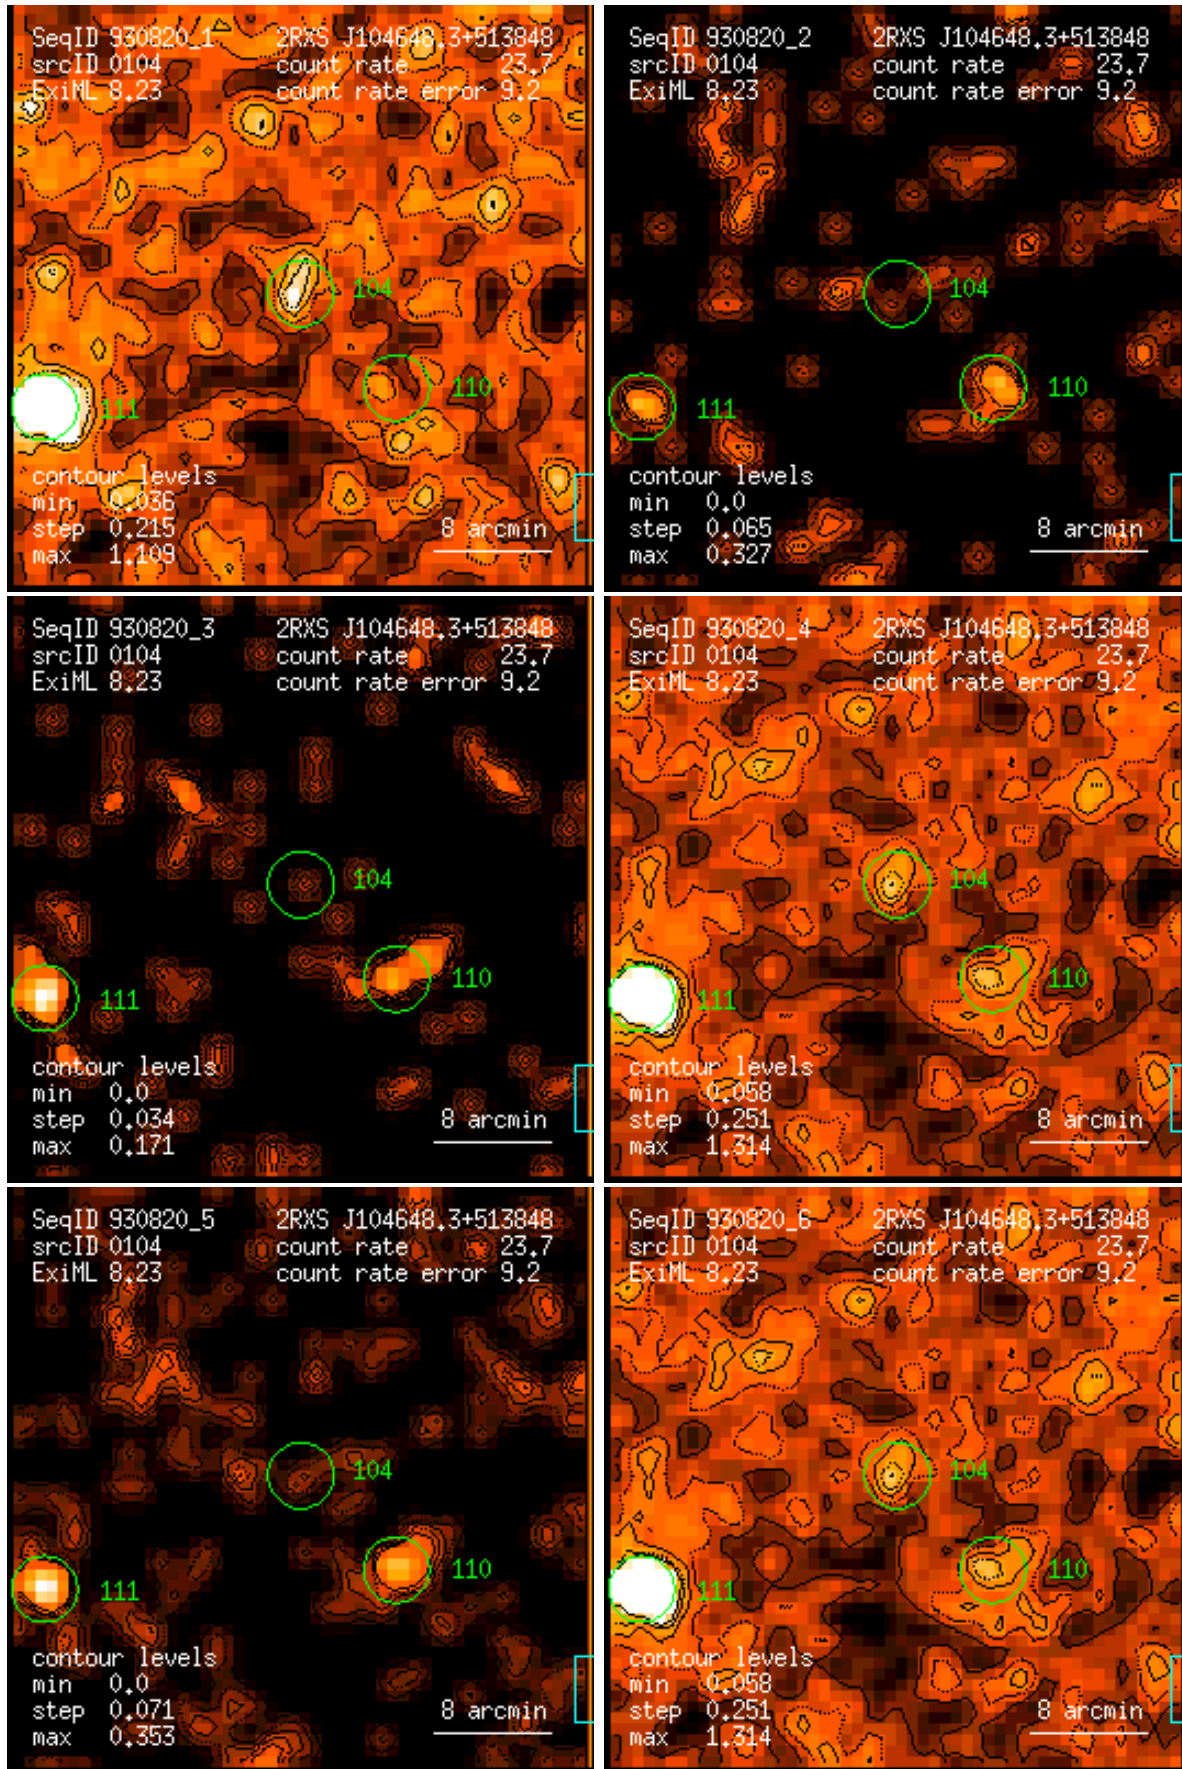 SeqID 930820_1 2RXS J104648.3+513848
srcID 0104 count rate 23.7
ExiML 8.23 count rate error 9.2
104
110
111
contour levels
min 0.036
step 0.215 8 arcmin
max 1.109
SeqID 930820_2 2RXS J104648.3+513848
srcID 0104 count rate 23.7
ExiML 8.23 count rate error 9.2
104
110
111
contour levels
min 0.0
step 0.065 8 arcmin
max 0.327
SeqID 930820_3 2RXS J104648.3+513848
srcID 0104 count rate 23.7
ExiML 8.23 count rate error 9.2
104
110
111
contour levels
min 0.0
step 0.034 8 arcmin
max 0.171
SeqID 930820_4 2RXS J104648.3+513848
srcID 0104 count rate 23.7
ExiML 8.23 count rate error 9.2
104
110
111
contour levels
min 0.058
step 0.251 8 arcmin
max 1.314
SeqID 930820_5 2RXS J104648.3+513848
srcID 0104 count rate 23.7
ExiML 8.23 count rate error 9.2
104
110
111
contour levels
min 0.0
step 0.071 8 arcmin
max 0.353
SeqID 930820_6 2RXS J104648.3+513848
srcID 0104 count rate 23.7
ExiML 8.23 count rate error 9.2
104
110
111
contour levels
min 0.058
step 0.251 8 arcmin
max 1.314